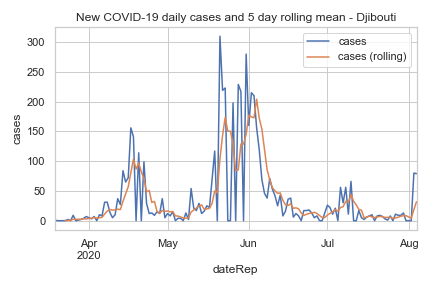 New COVID-19 daily cases and 5 day rolling mean - Djibouti
cases
cases (rolling)
300
250
200
150
100
50
0
cases
Apr
2020
May
Jun
Jul
Aug
dateRep